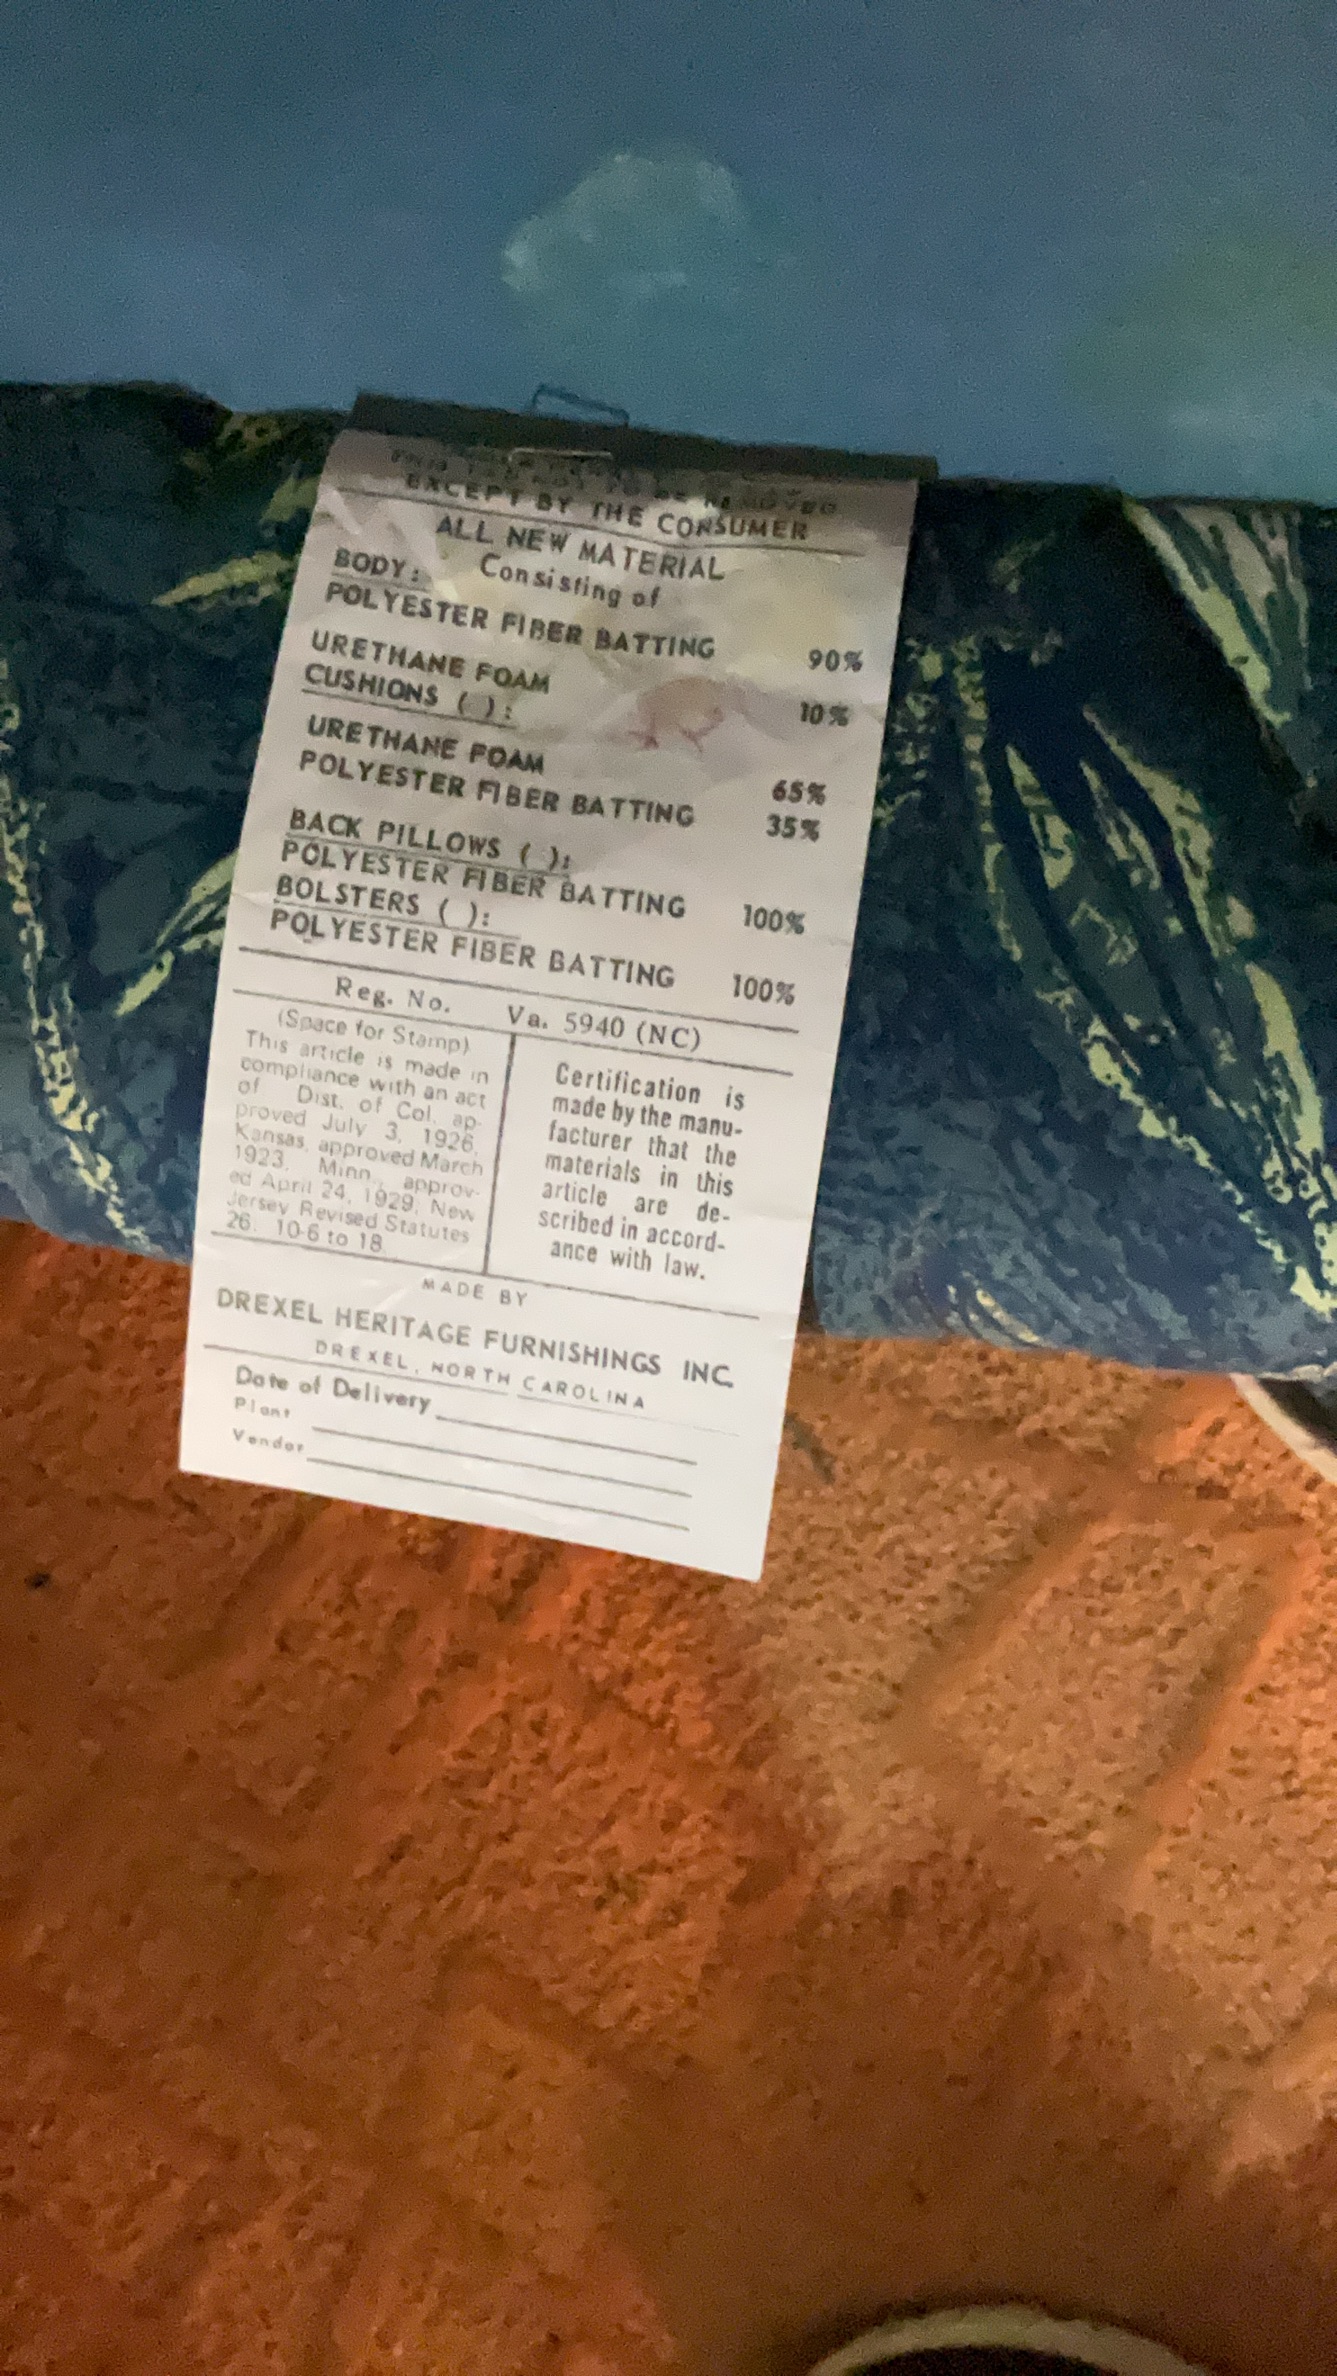 EXCEPT BY THE CONSUMER
ALL NEW MATERIAL
Consisting of
BODY:
POLYESTER FIBER BATTING 90%
URETHANE FOAM 10%
CUSHIONS ( ):
URETHANE FOAM 65%
POLYESTER FIBER BATTING 35%
BACK PILLOWS ( ):
POLYESTER FIBER BATTING 100%
BOLSTERS ( ):
POLYESTER FIBER BATTING 100%
Reg. No. Va. 5940 (NC)
(Space for Stamp)
This article is made in
compliance with an act
of Dist. of Col. ap-
proved July 3, 1926,
Kansas, approved March
1923, Minn., approv-
ed April 24, 1929; New
Jersey Revised Statutes
26: 10-6 to 18
Certification is
made by the manu-
facturer that the
materials in this
article are de-
scribed in accord-
ance with law.
MADE BY
DREXEL HERITAGE FURNISHINGS INC.
DREXEL, NORTH CAROLINA
Date of Delivery
Plant
Vendor